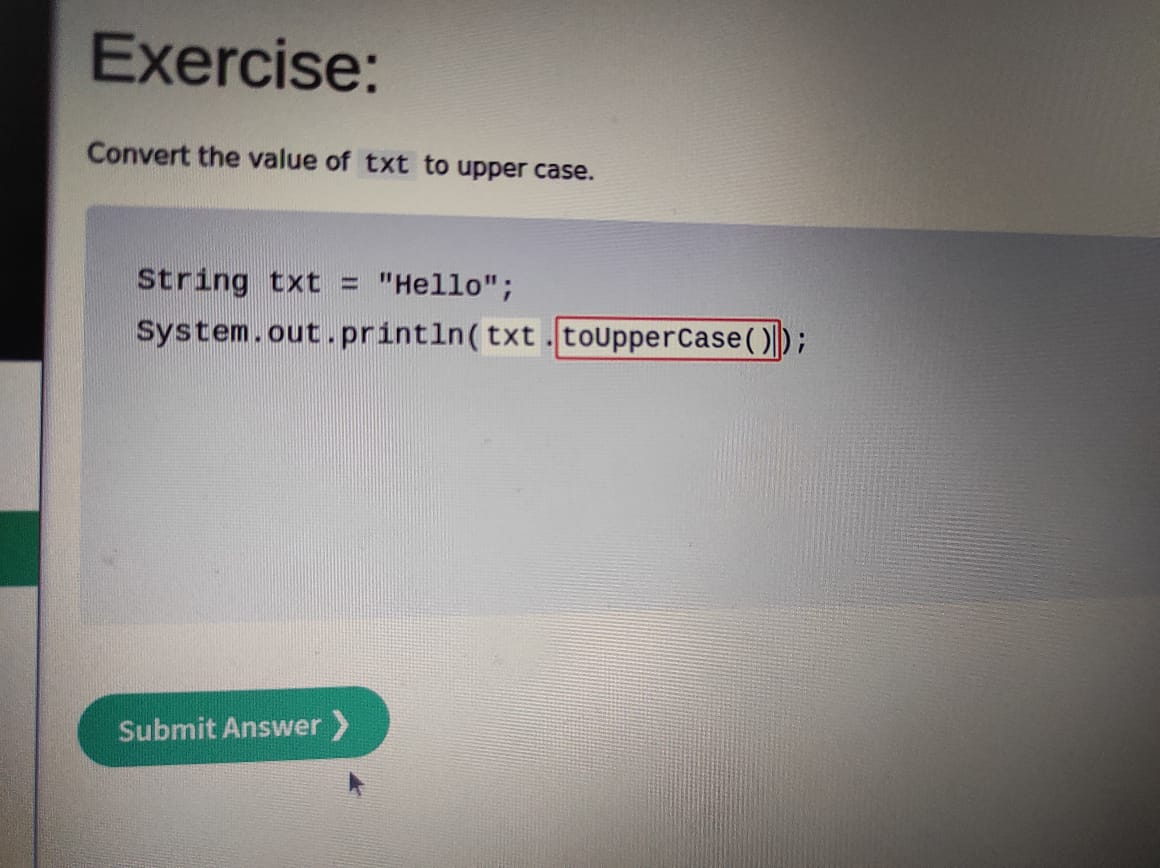 Exercise:
Convert the value of txt to upper case.
String txt = "Hello";
System.out.println(txt.toUpperCase());
Submit Answer ❯